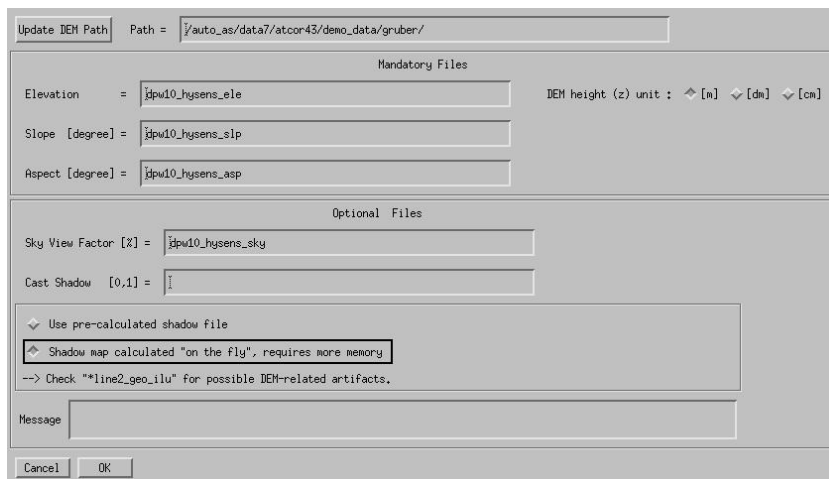 Update DEM Path Path = /auto_as/data7/atcor43/demo_data/gruber/
Mandatory Files
Elevation = dpw10_hysens_ele DEM height (z) unit : [m] [dm] [cm]
Slope [degree] = dpw10_hysens_slp
Aspect [degree] = dpw10_hysens_asp
Optional Files
Sky View Factor [%] = dpw10_hysens_sky
Cast Shadow [0,1] =
Use pre-calculated shadow file
Shadow map calculated "on the fly", requires more memory
--> Check "*line2_geo_ilu" for possible DEM-related artifacts.
Message
Cancel OK